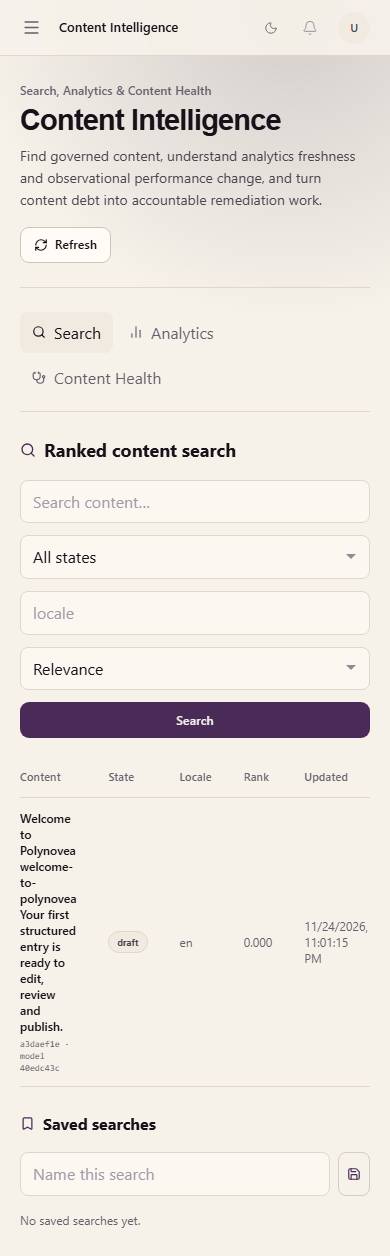 Content Intelligence
U
Search, Analytics & Content Health
Content Intelligence
Find governed content, understand analytics freshness
and observational performance change, and turn
content debt into accountable remediation work.
Refresh
Search
Analytics
Content Health
Ranked content search
Search content...
All states
locale
Relevance
Search
Content State Locale Rank Updated
Welcome
to
Polynovea
welcome-
to-
polynovea
Your first
structured
entry is
ready to
edit,
review
and
publish.
a3daef1e ·
model
40edc43c
draft
en
0.000
11/24/2026,
11:01:15
PM
Saved searches
Name this search
No saved searches yet.